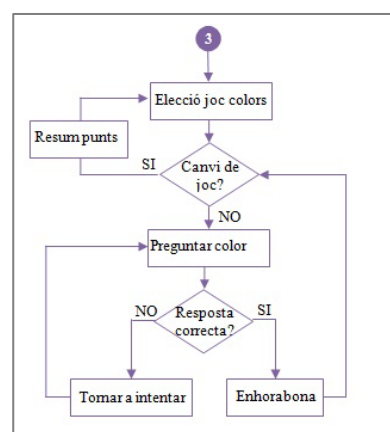 3
Elecció joc colors
Resum punts
SI
Canvi de
joc?
NO
Preguntar color
NO
Resposta
correcta?
SI
Tornar a intentar
Enhorabona